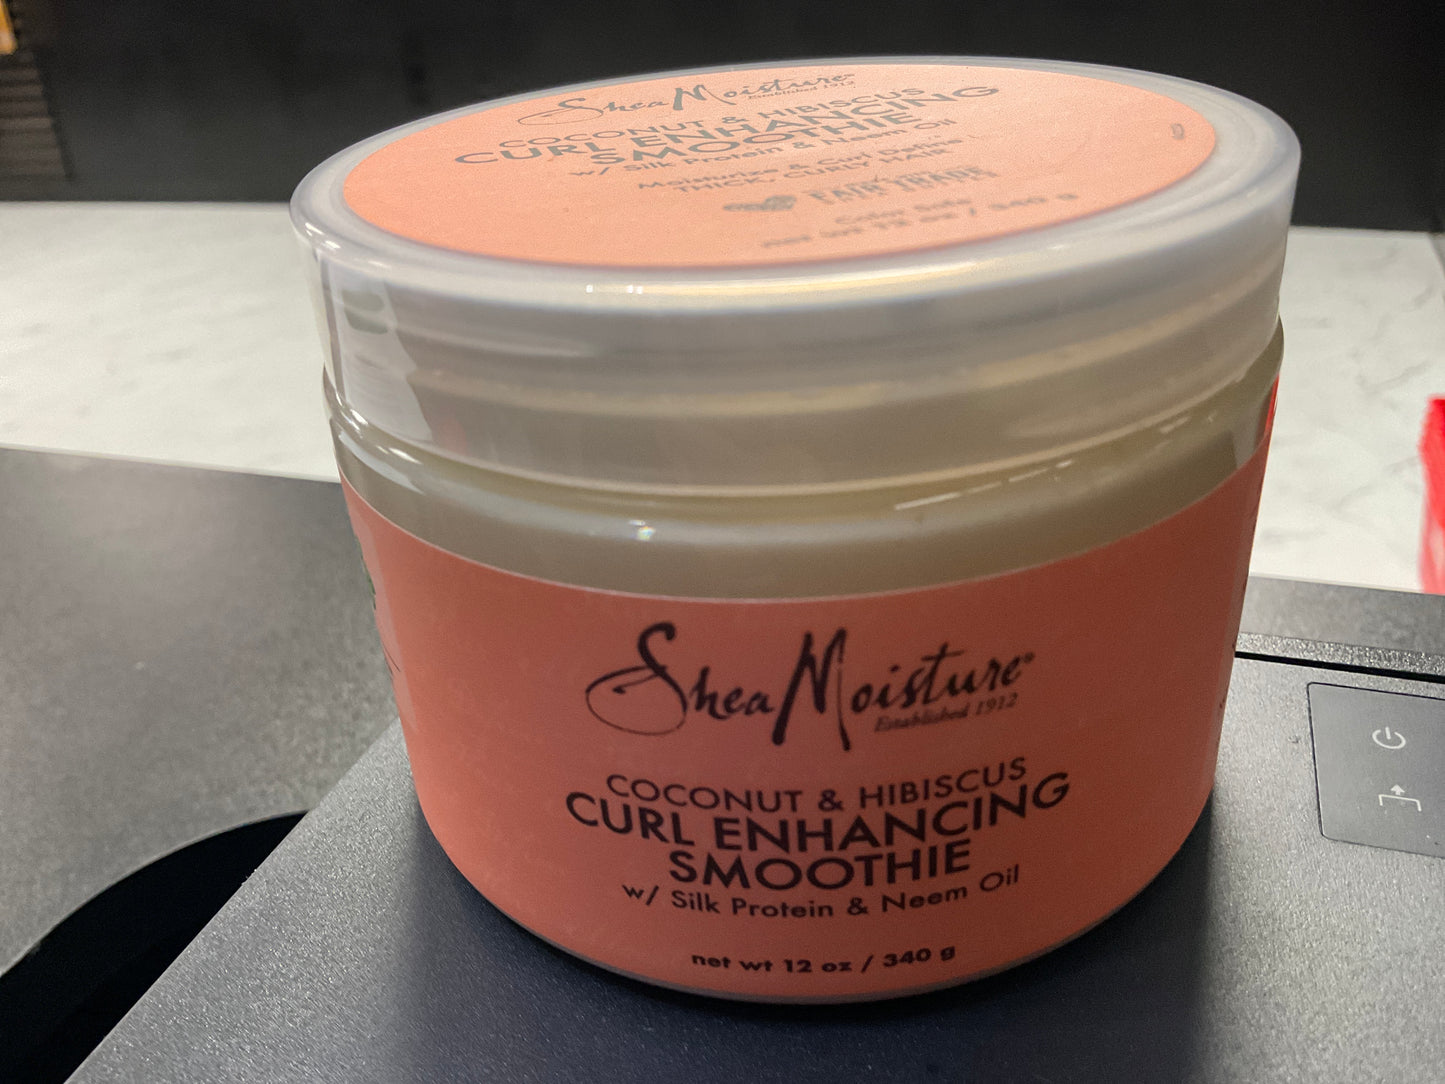 SheaMoisture
Established 1912
COCONUT & HIBISCUS
CURL ENHANCING
SMOOTHIE
w/ Silk Protein & Neem Oil
Moisturize & Curl Define
THICK, CURLY HAIR
FAIR TRADE
Color Safe
net wt 12 oz / 340 g
SheaMoisture®
Established 1912
COCONUT & HIBISCUS
CURL ENHANCING
SMOOTHIE
w/ Silk Protein & Neem Oil
net wt 12 oz / 340 g